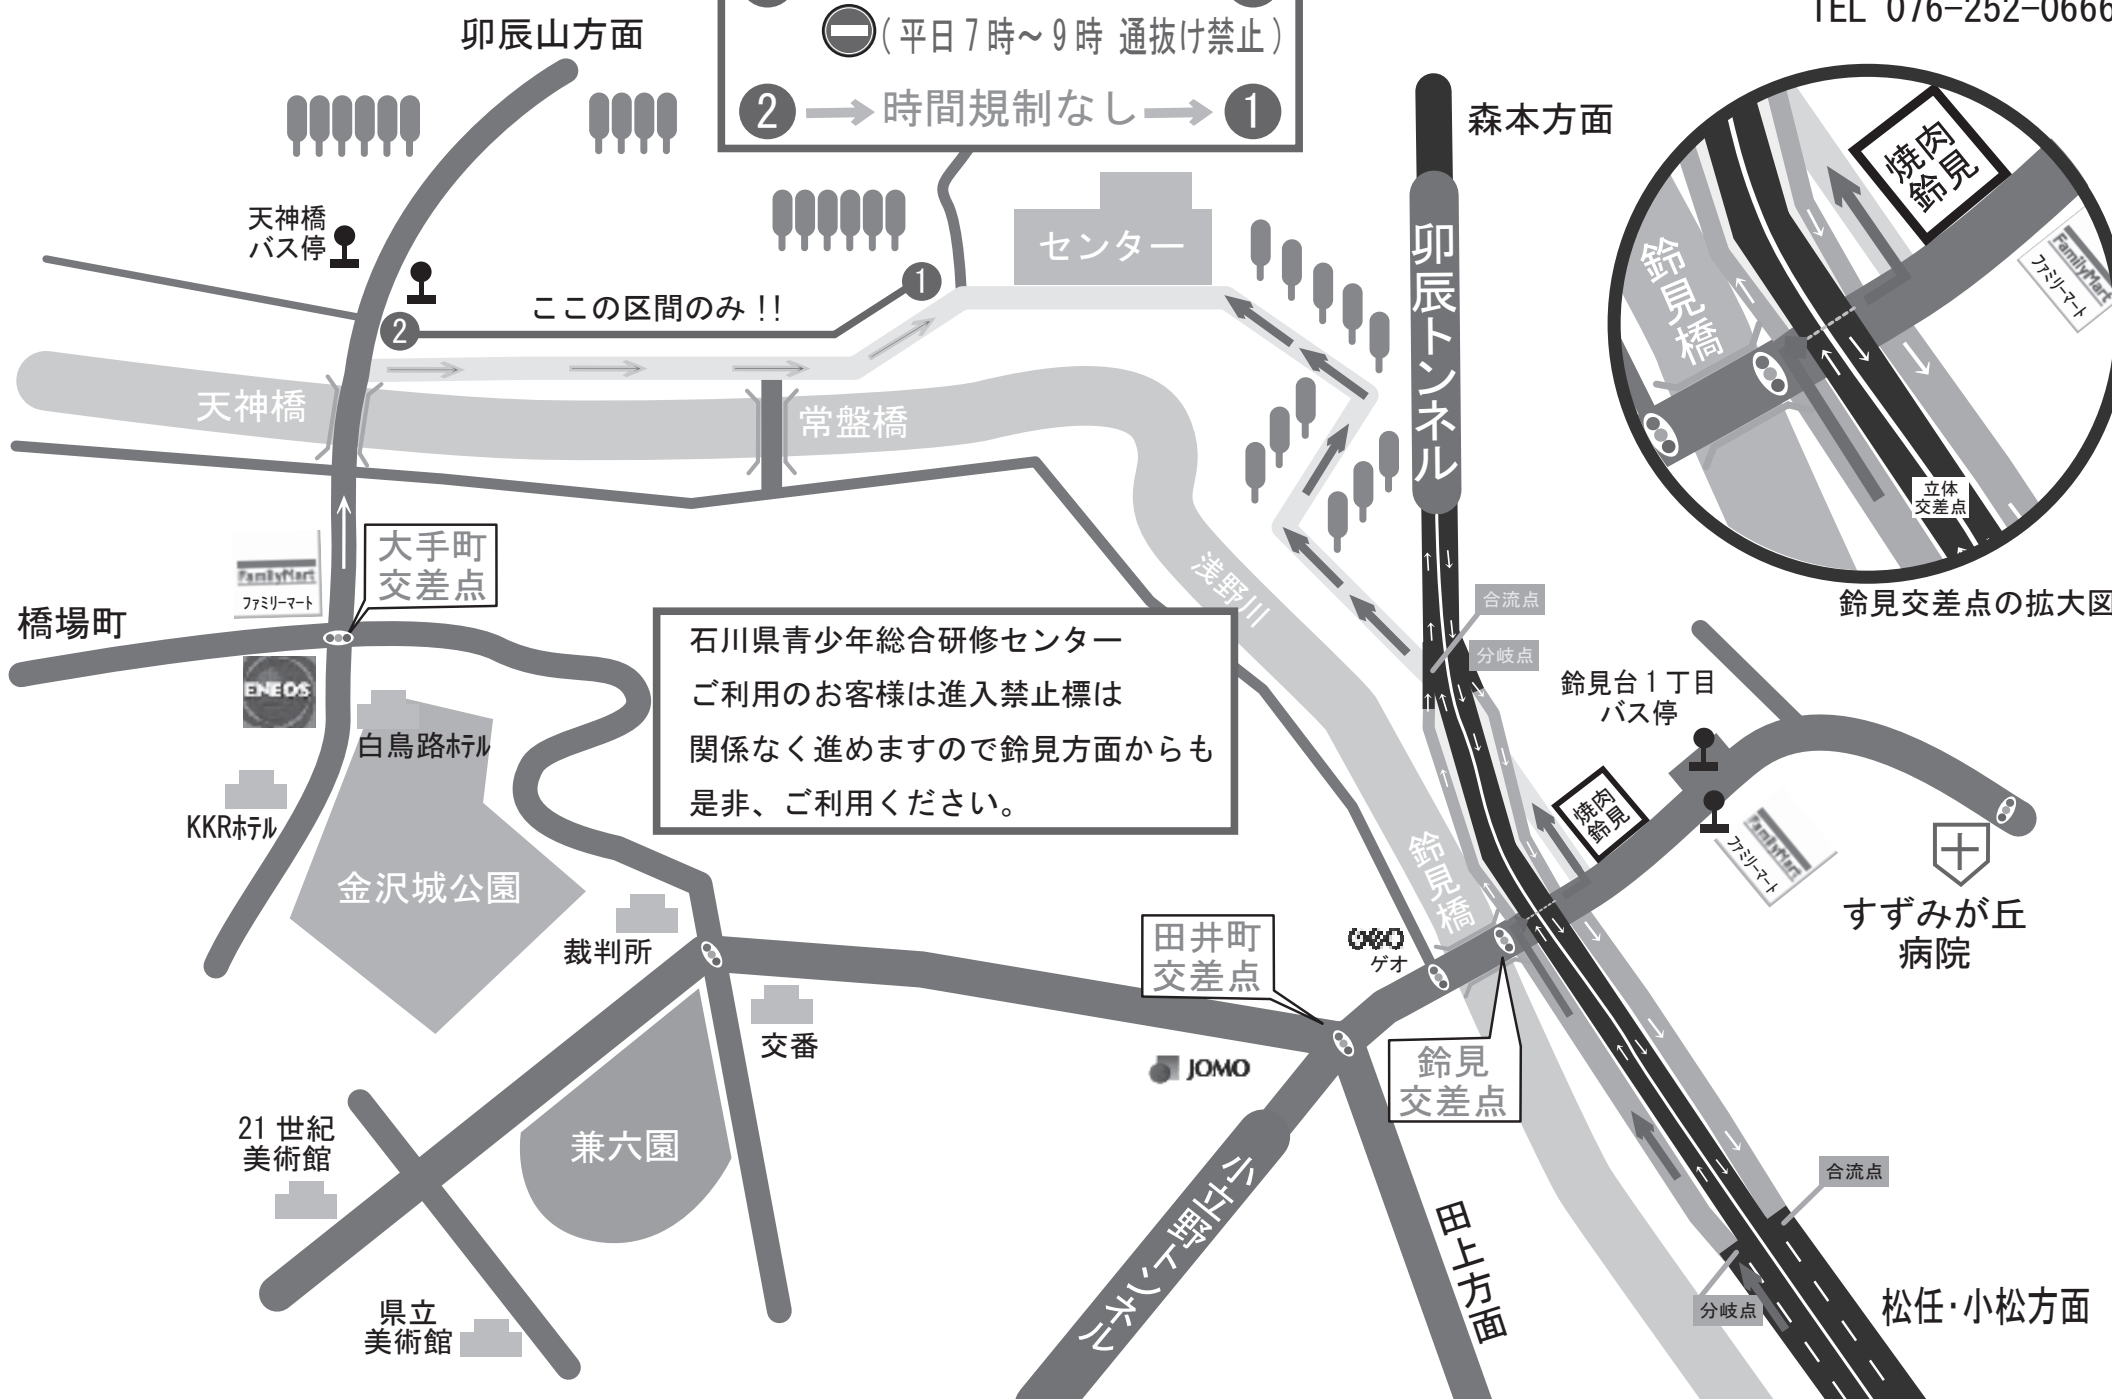 TEL 076-252-0666
卯辰山方面
(平日7時～9時 通抜け禁止)
2 時間規制なし 1
森本方面
焼肉
鈴見
FamilyMart
ファミリーマート
鈴見橋
立体
交差点
鈴見交差点の拡大図
天神橋
バス停
センター
卯辰トンネル
1
ここの区間のみ!!
2
天神橋
常盤橋
浅野川
大手町
交差点
FamilyMart
ファミリーマート
橋場町
ENEOS
白鳥路ホテル
KKRホテル
金沢城公園
石川県青少年総合研修センター
ご利用のお客様は進入禁止標は
関係なく進めますので鈴見方面からも
是非、ご利用ください。
合流点
分岐点
鈴見台1丁目
バス停
焼肉
鈴見
FamilyMart
ファミリーマート
すずみが丘
病院
鈴見橋
GEO
ゲオ
田井町
交差点
鈴見
交差点
裁判所
交番
JOMO
21世紀
美術館
兼六園
県立
美術館
小立野トンネル
田上方面
合流点
分岐点
松任・小松方面